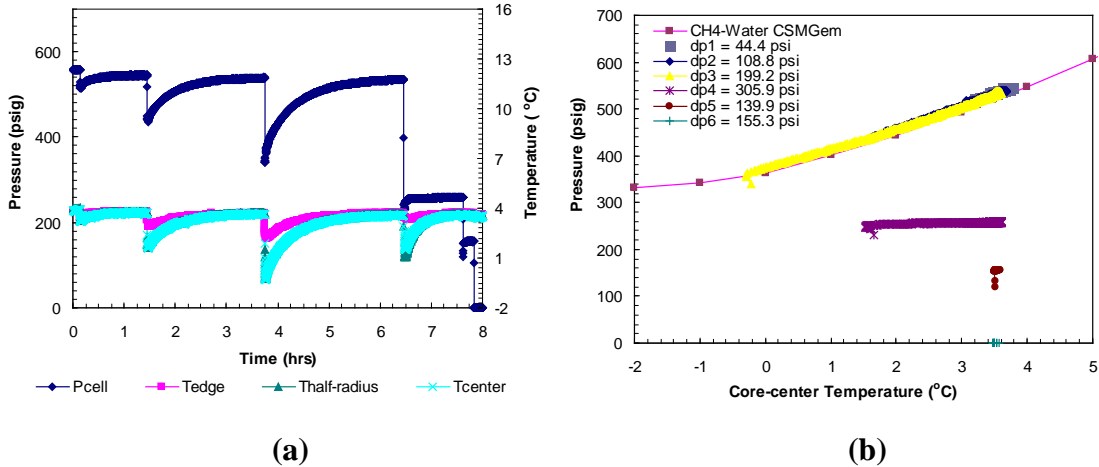 600
400
200
0
Pressure (psig)
16
13
10
7
4
1
-2
Temperature (°C)
0 1 2 3 4 5 6 7 8
Time (hrs)
Pcell Tedge Thalf-radius Tcenter
(a)
700
600
500
400
300
200
100
0
Pressure (psig)
CH4-Water CSMGem
dp1 = 44.4 psi
dp2 = 108.8 psi
dp3 = 199.2 psi
dp4 = 305.9 psi
dp5 = 139.9 psi
dp6 = 155.3 psi
-2 -1 0 1 2 3 4 5
Core-center Temperature (°C)
(b)